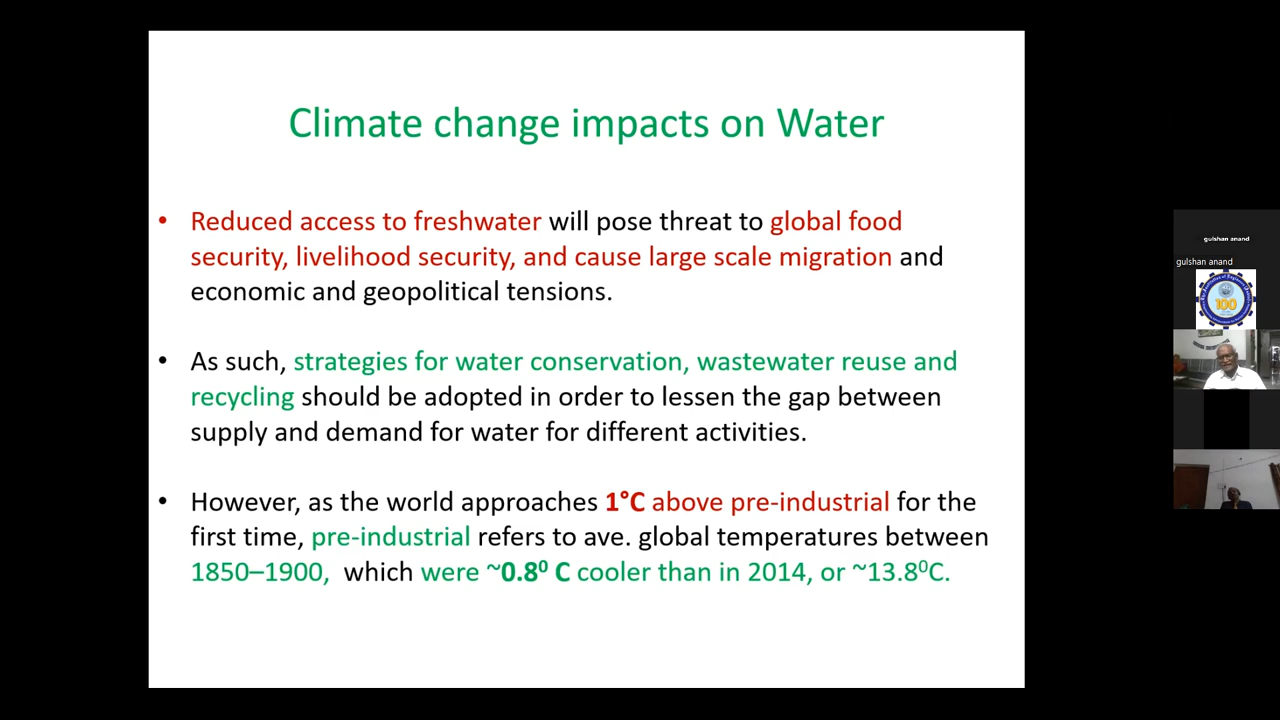 Climate change impacts on Water
• Reduced access to freshwater will pose threat to global food
security, livelihood security, and cause large scale migration and
economic and geopolitical tensions.
• As such, strategies for water conservation, wastewater reuse and
recycling should be adopted in order to lessen the gap between
supply and demand for water for different activities.
• However, as the world approaches 1°C above pre-industrial for the
first time, pre-industrial refers to ave. global temperatures between
1850–1900, which were ~0.8⁰ C cooler than in 2014, or ~13.8⁰C.
gulshan anand
gulshan anand
100